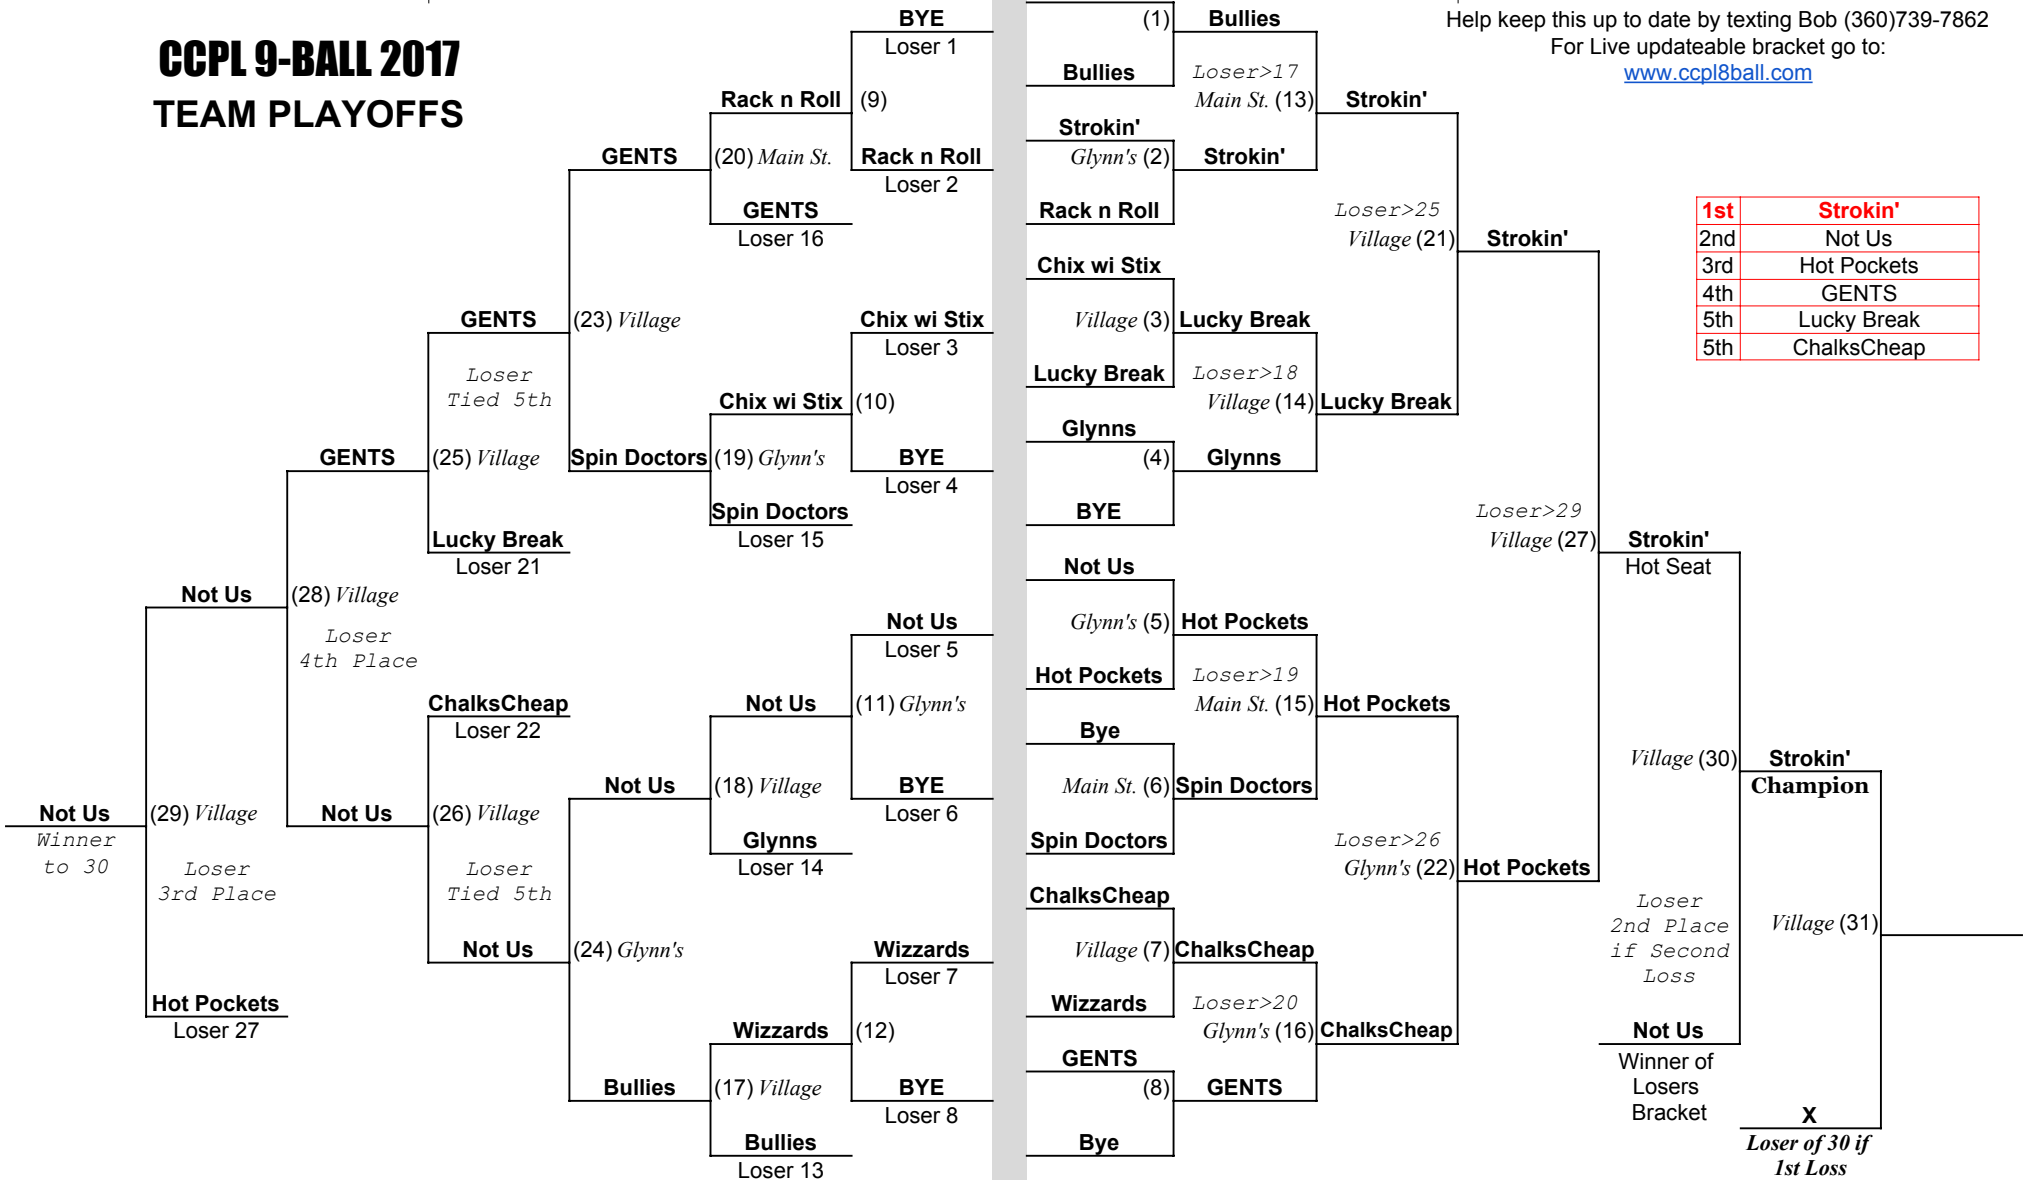 CCPL 9-BALL 2017
TEAM PLAYOFFS
Help keep this up to date by texting Bob (360)739-7862
For Live updateable bracket go to:
www.ccpl8ball.com
1st Strokin'
2nd Not Us
3rd Hot Pockets
4th GENTS
5th Lucky Break
5th ChalksCheap
Not Us
Winner
to 30
Not Us
(29) Village
Loser
3rd Place
Hot Pockets
Loser 27
GENTS
(28) Village
Loser
4th Place
Not Us
GENTS
Loser
Tied 5th
(25) Village
Lucky Break
Loser 21
ChalksCheap
Loser 22
(26) Village
Loser
Tied 5th
Not Us
GENTS
(23) Village
Spin Doctors
Not Us
(24) Glynn's
Bullies
Rack n Roll
(20) Main St.
GENTS
Loser 16
Chix wi Stix
(19) Glynn's
Spin Doctors
Loser 15
Not Us
(18) Village
Glynns
Loser 14
Wizzards
(17) Village
Bullies
Loser 13
BYE
Loser 1
(9)
Rack n Roll
Loser 2
Chix wi Stix
Loser 3
(10)
BYE
Loser 4
Not Us
Loser 5
(11) Glynn's
BYE
Loser 6
Wizzards
Loser 7
(12)
BYE
Loser 8
(1)
Bullies
Strokin'
Glynn's (2)
Rack n Roll
Chix wi Stix
Village (3)
Lucky Break
Glynns
(4)
BYE
Not Us
Glynn's (5)
Hot Pockets
Bye
Main St. (6)
Spin Doctors
ChalksCheap
Village (7)
Wizzards
GENTS
(8)
Bye
Bullies
Loser>17
Main St. (13)
Strokin'
Lucky Break
Loser>18
Village (14)
Glynns
Hot Pockets
Loser>19
Main St. (15)
Spin Doctors
ChalksCheap
Loser>20
Glynn's (16)
GENTS
Strokin'
Loser>25
Village (21)
Lucky Break
Hot Pockets
Loser>26
Glynn's (22)
ChalksCheap
Strokin'
Loser>29
Village (27)
Hot Pockets
Strokin'
Hot Seat
Village (30)
Loser
2nd Place
if Second
Loss
Not Us
Winner of
Losers
Bracket
Strokin'
Champion
Village (31)
X
Loser of 30 if
1st Loss